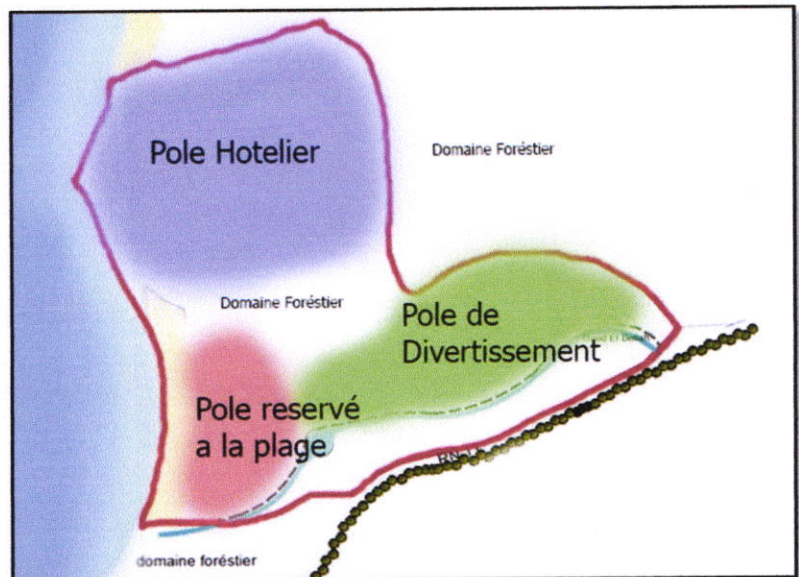 Pole Hotelier
Domaine Foréstier
Domaine Foréstier
Pole de
Divertissement
Pole reservé
a la plage
domaine foréstier